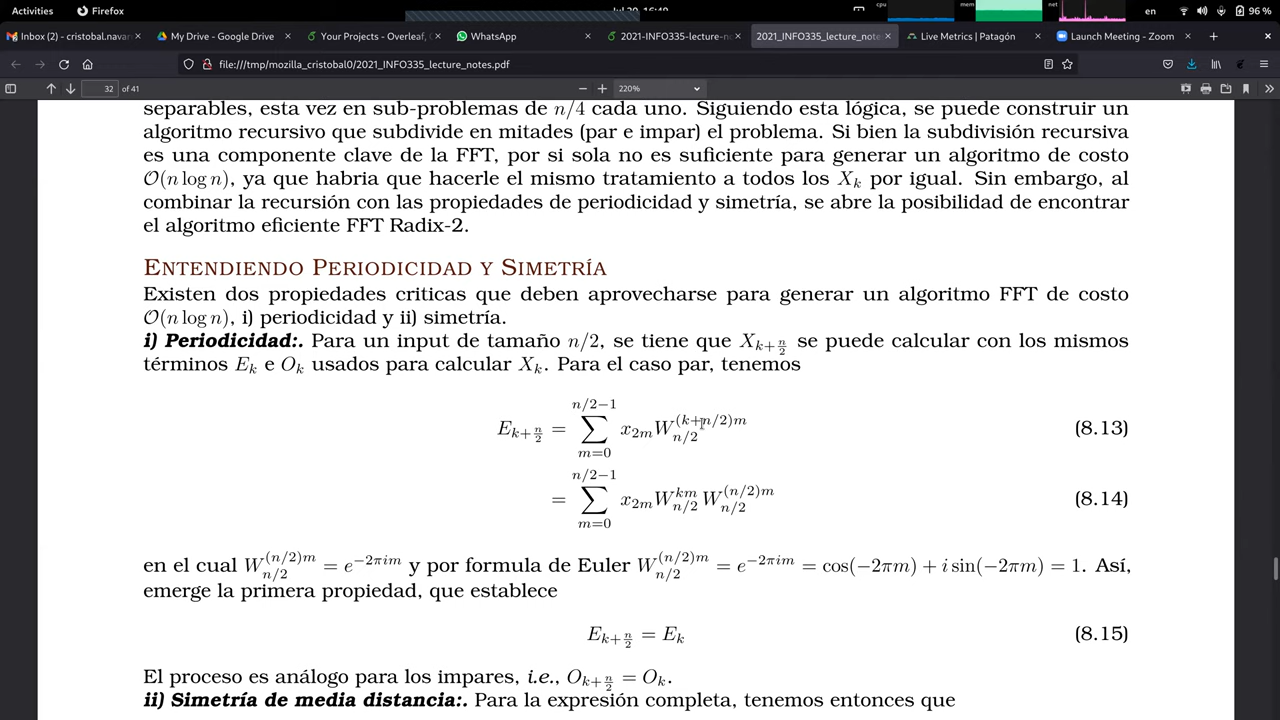 Activities Firefox Jul 20 16:49 cpu mem net en 96 %
Inbox (2) - cristobal.navar My Drive - Google Drive Your Projects - Overleaf, O WhatsApp 2021-INFO335-lecture-no 2021_INFO335_lecture_note Live Metrics | Patagón Launch Meeting - Zoom
file:///tmp/mozilla_cristobal0/2021_INFO335_lecture_notes.pdf
32 of 41 220%
separables, esta vez en sub-problemas de n/4 cada uno. Siguiendo esta lógica, se puede construir un
algoritmo recursivo que subdivide en mitades (par e impar) el problema. Si bien la subdivisión recursiva
es una componente clave de la FFT, por si sola no es suficiente para generar un algoritmo de costo
O(n log n), ya que habria que hacerle el mismo tratamiento a todos los X_k por igual. Sin embargo, al
combinar la recursión con las propiedades de periodicidad y simetría, se abre la posibilidad de encontrar
el algoritmo eficiente FFT Radix-2.
ENTENDIENDO PERIODICIDAD Y SIMETRÍA
Existen dos propiedades criticas que deben aprovecharse para generar un algoritmo FFT de costo
O(n log n), i) periodicidad y ii) simetría.
i) Periodicidad:. Para un input de tamaño n/2, se tiene que X_{k+n/2} se puede calcular con los mismos
términos E_k e O_k usados para calcular X_k. Para el caso par, tenemos
E_{k+n/2} = ∑_{m=0}^{n/2−1} x_{2m} W_{n/2}^{(k+n/2)m} (8.13)
= ∑_{m=0}^{n/2−1} x_{2m} W_{n/2}^{km} W_{n/2}^{(n/2)m} (8.14)
en el cual W_{n/2}^{(n/2)m} = e^{−2πim} y por formula de Euler W_{n/2}^{(n/2)m} = e^{−2πim} = cos(−2πm) + i sin(−2πm) = 1. Así,
emerge la primera propiedad, que establece
E_{k+n/2} = E_k (8.15)
El proceso es análogo para los impares, i.e., O_{k+n/2} = O_k.
ii) Simetría de media distancia:. Para la expresión completa, tenemos entonces que